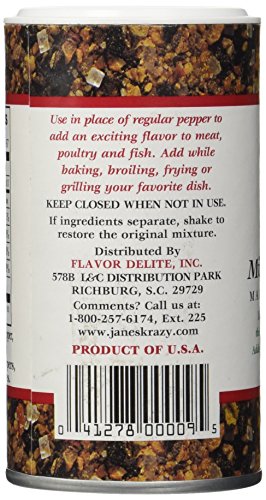 Use in place of regular pepper to
add an exciting flavor to meat,
poultry and fish. Add while
baking, broiling, frying or
grilling your favorite dish.
KEEP CLOSED WHEN NOT IN USE.
If ingredients separate, shake to
restore the original mixture.
Distributed By
FLAVOR DELITE, INC.
578B L&C DISTRIBUTION PARK
RICHBURG, S.C. 29729
Comments? Call us at:
1-800-257-6174, Ext. 225
www.janeskrazy.com
PRODUCT OF U.S.A.
0 41278 00009 5